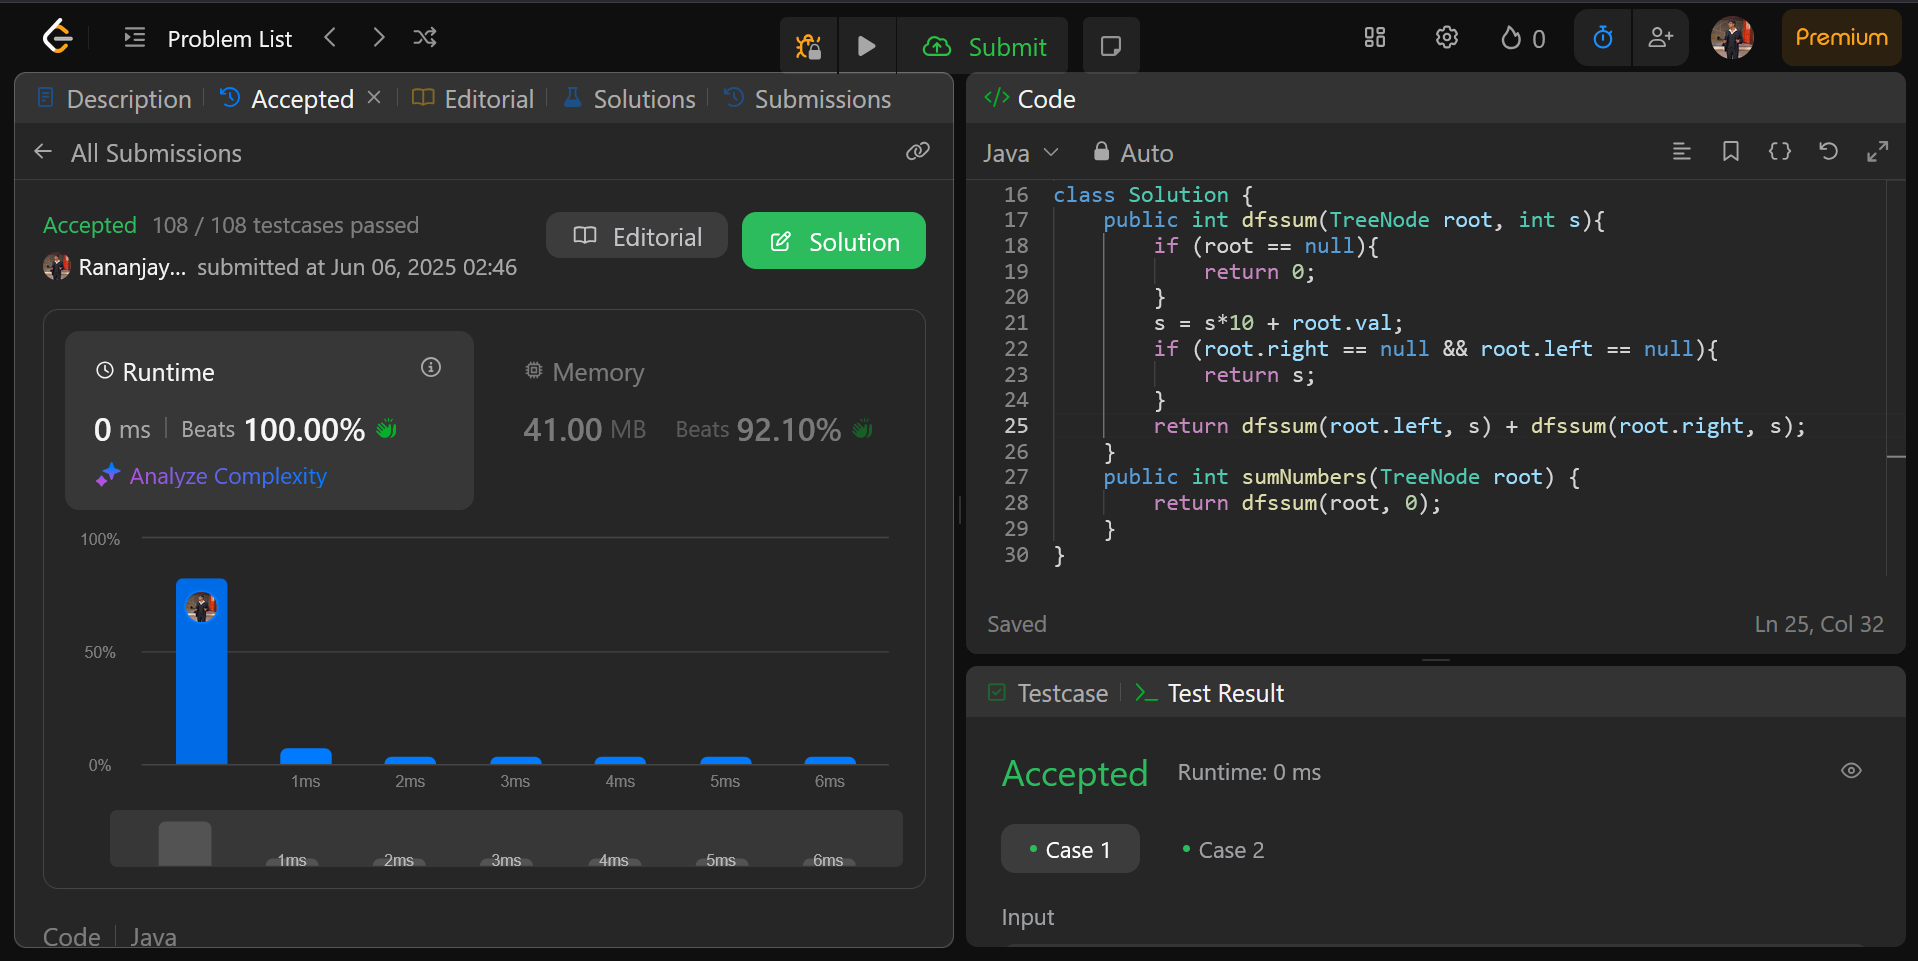 Problem List
Submit
0
Premium
Description
Accepted
Editorial
Solutions
Submissions
All Submissions
Accepted 108 / 108 testcases passed
Rananjay... submitted at Jun 06, 2025 02:46
Editorial
Solution
Runtime
0 ms Beats 100.00%
Analyze Complexity
Memory
41.00 MB Beats 92.10%
100%
50%
0%
1ms 2ms 3ms 4ms 5ms 6ms
1ms 2ms 3ms 4ms 5ms 6ms
Code Java
</> Code
Java Auto
16 class Solution {
17     public int dfssum(TreeNode root, int s){
18         if (root == null){
19             return 0;
20         }
21         s = s*10 + root.val;
22         if (root.right == null && root.left == null){
23             return s;
24         }
25         return dfssum(root.left, s) + dfssum(root.right, s);
26     }
27     public int sumNumbers(TreeNode root) {
28         return dfssum(root, 0);
29     }
30 }
Saved
Ln 25, Col 32
Testcase
Test Result
Accepted Runtime: 0 ms
Case 1
Case 2
Input